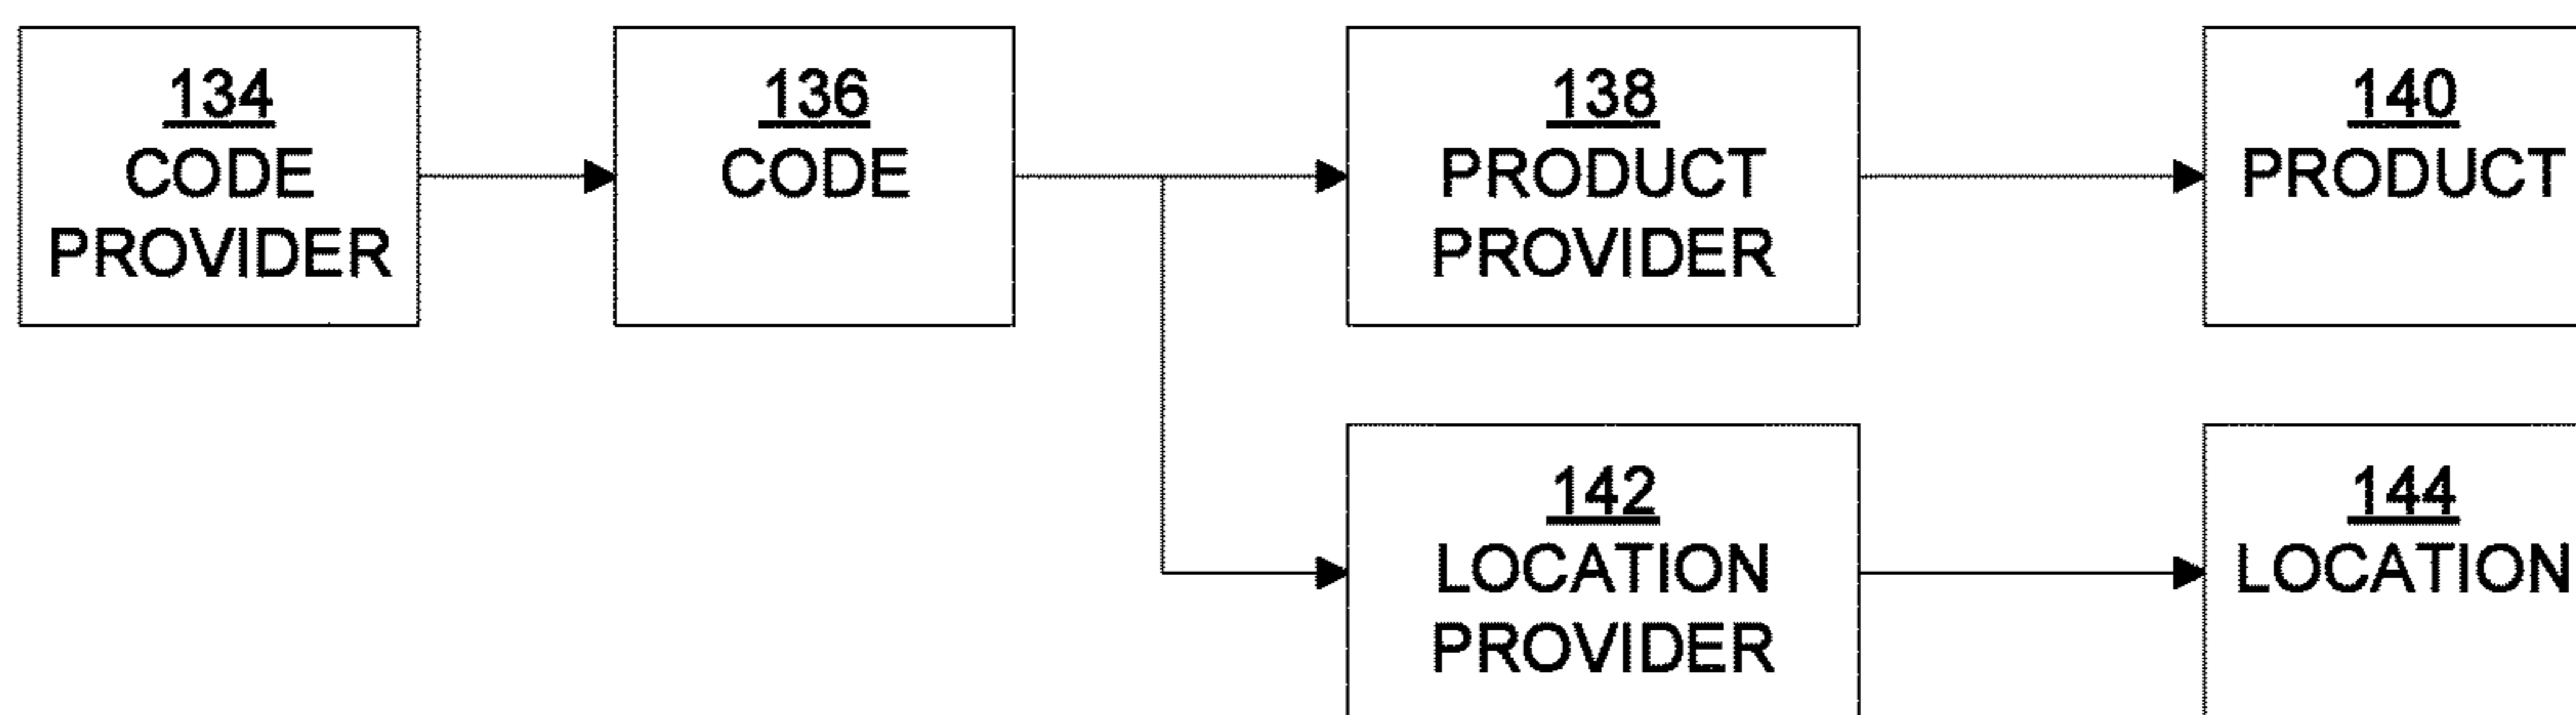 134
CODE
PROVIDER
136
CODE
138
PRODUCT
PROVIDER
140
PRODUCT
142
LOCATION
PROVIDER
144
LOCATION